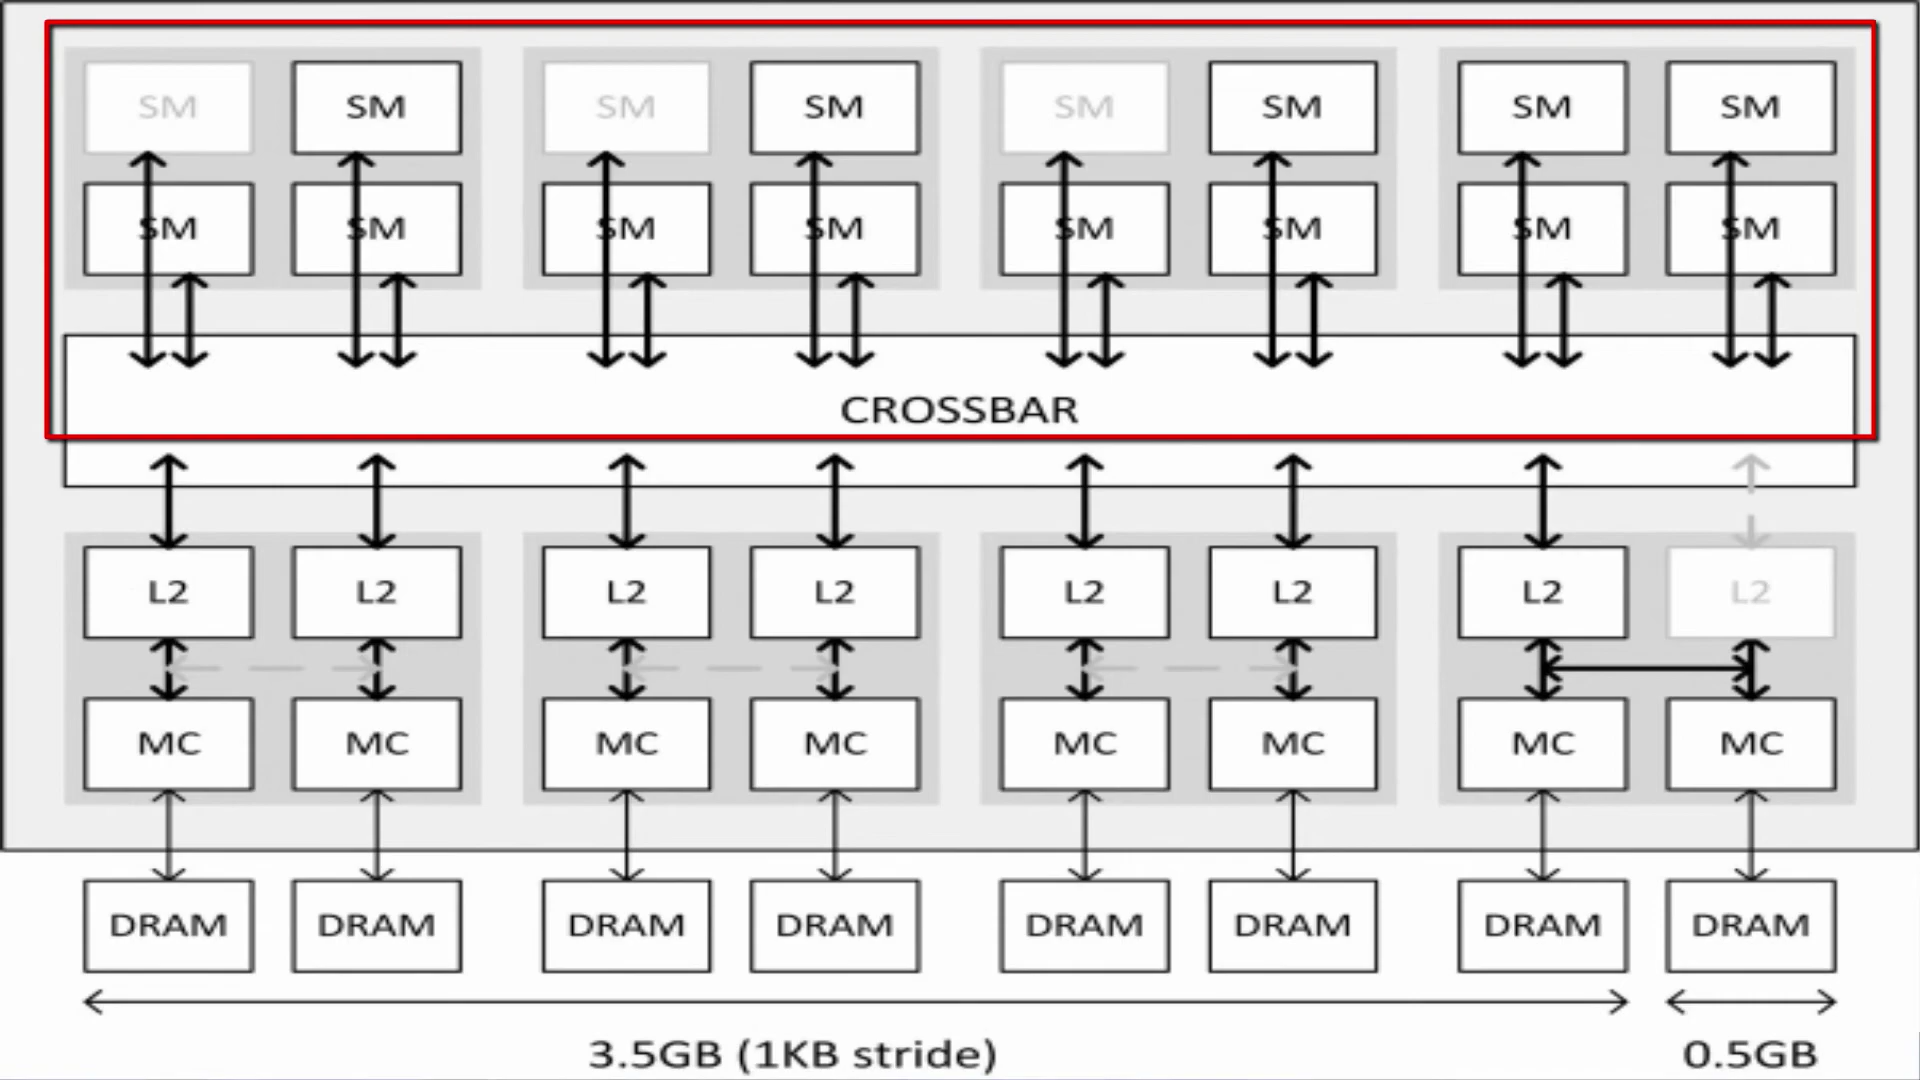 SM SM SM SM SM SM SM SM
SM SM SM SM SM SM SM SM
CROSSBAR
L2 L2 L2 L2 L2 L2 L2 L2
MC MC MC MC MC MC MC MC
DRAM DRAM DRAM DRAM DRAM DRAM DRAM DRAM
3.5GB (1KB stride) 0.5GB